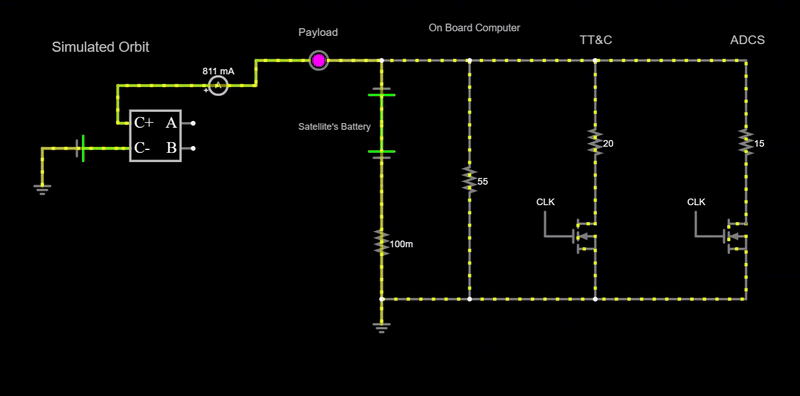 Simulated Orbit
Payload
On Board Computer
TT&C
ADCS
811 mA
A
+
C+ A
C- B
Satellite's Battery
20
15
55
CLK
CLK
100m